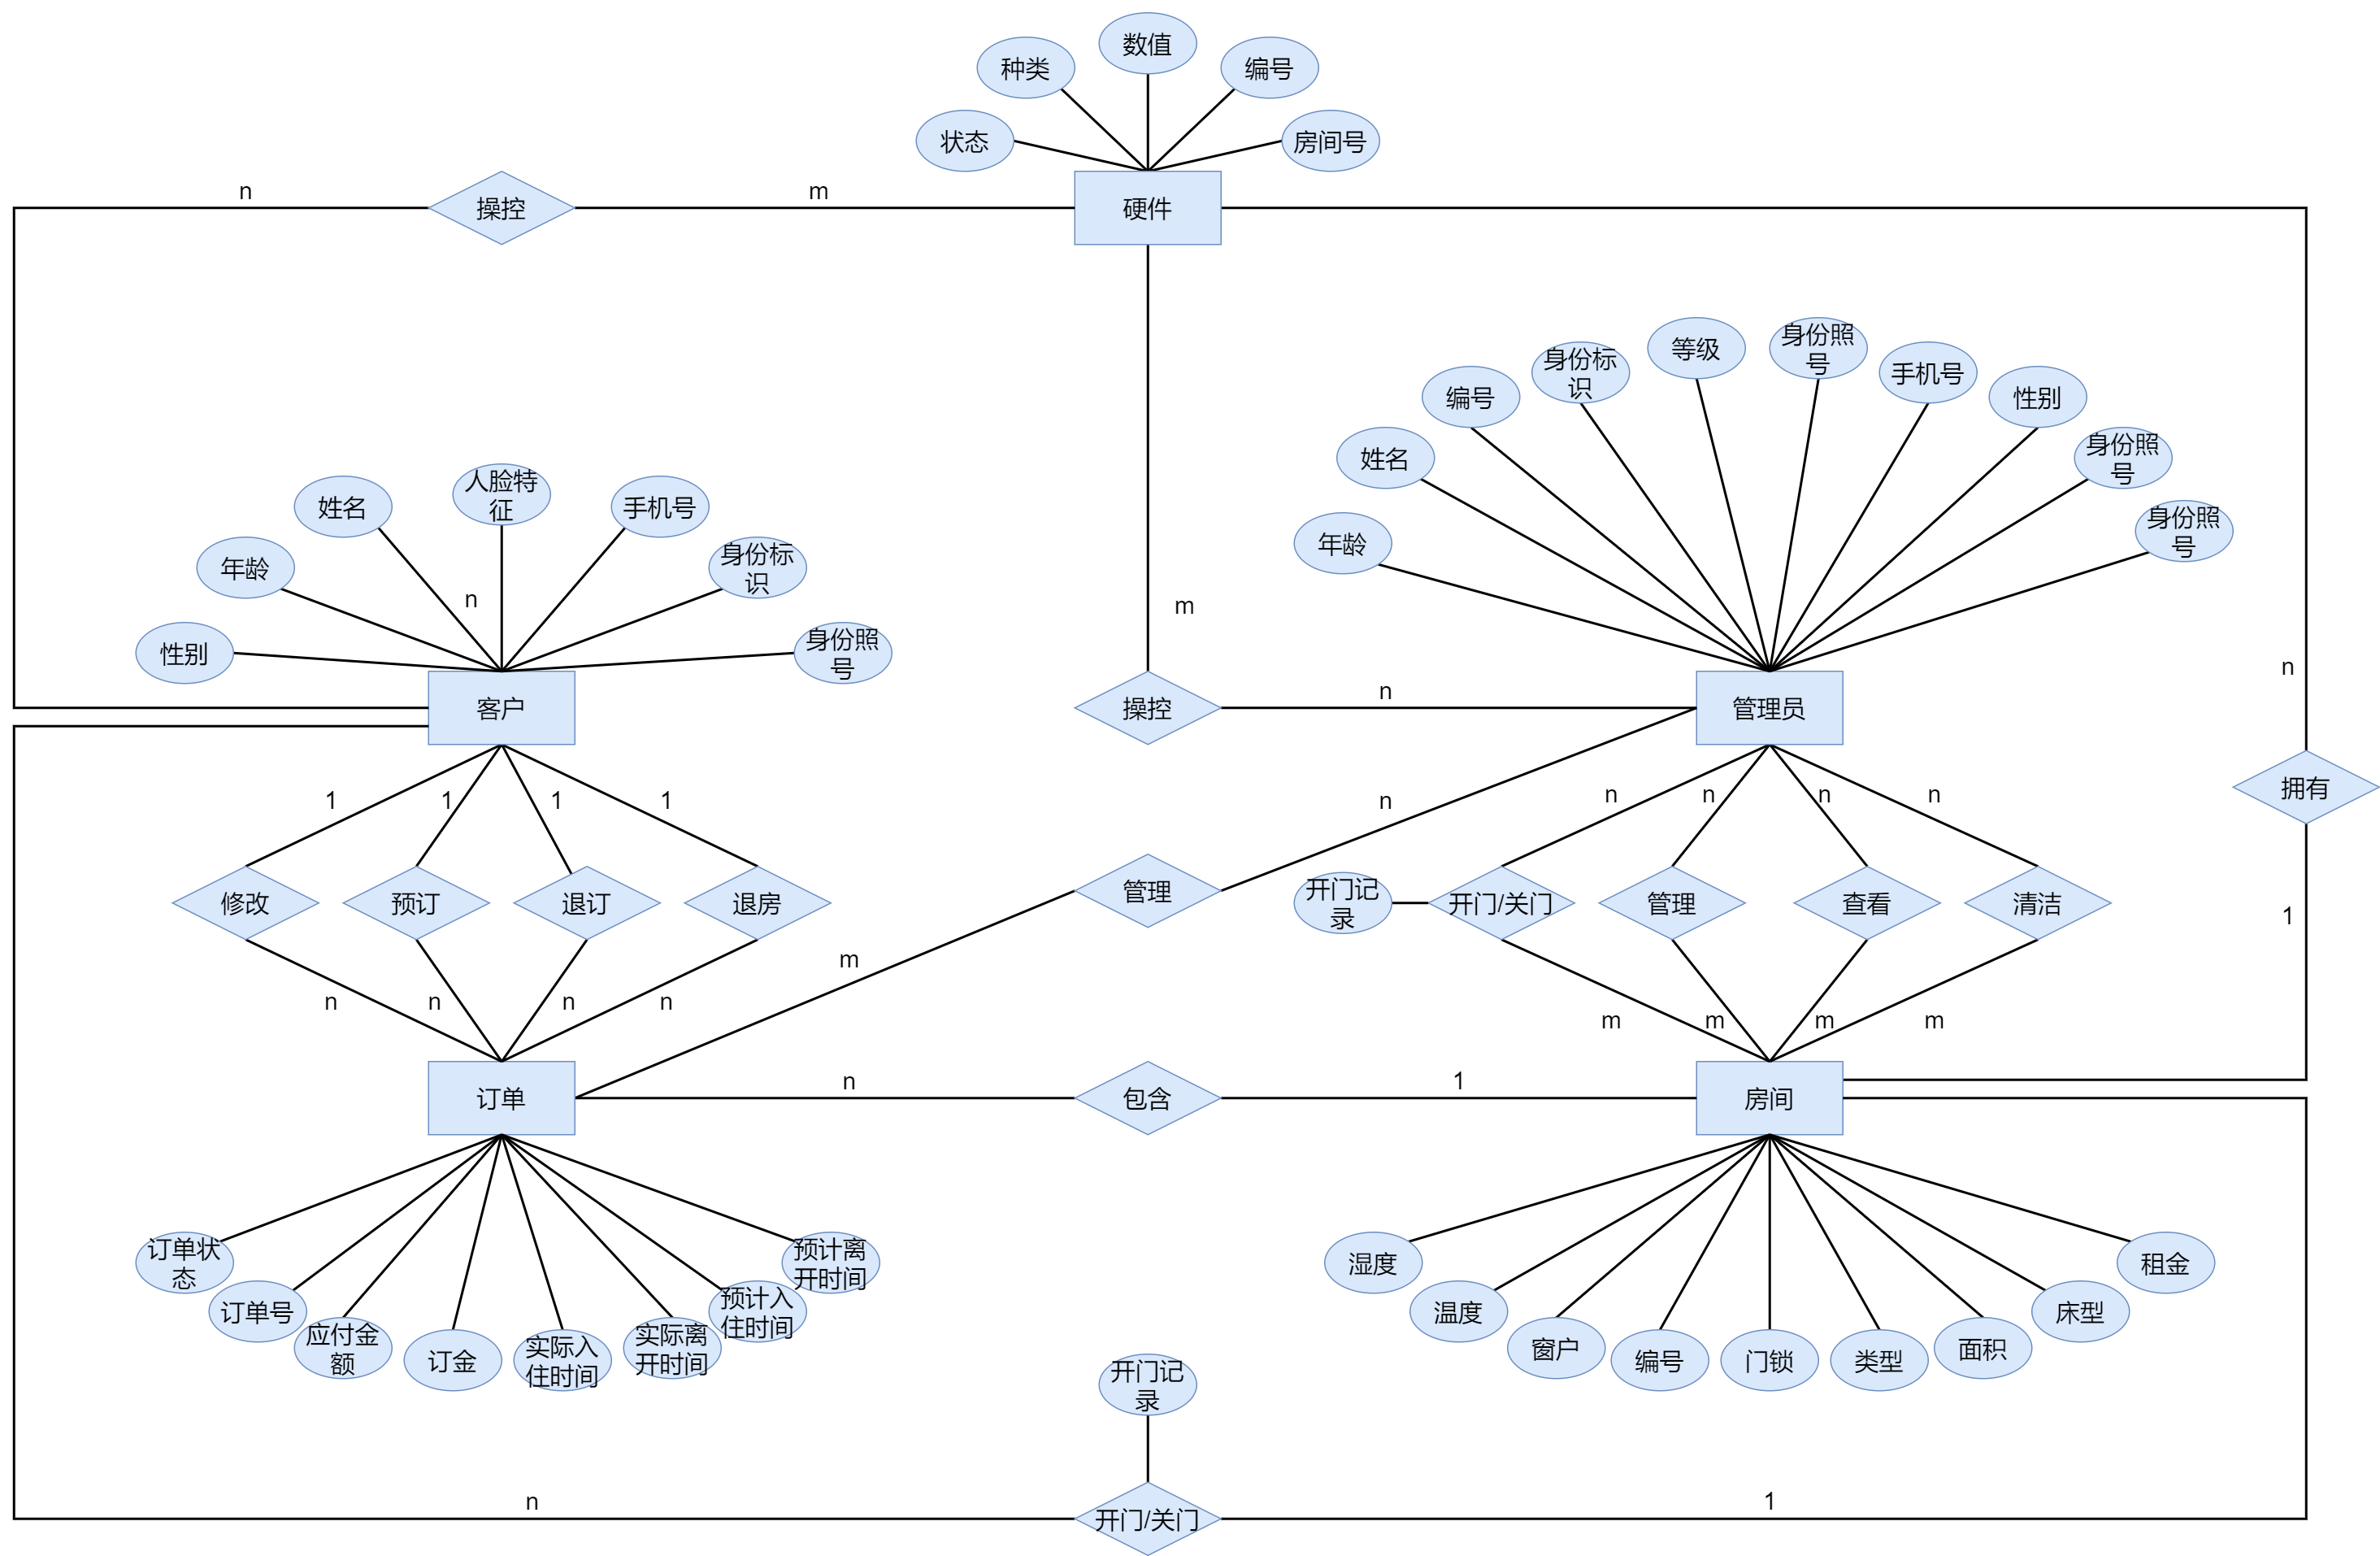 数值
种类
编号
状态
房间号
n
操控
m
硬件
身份照
号
等级
身份标
识
手机号
编号
性别
姓名
身份照
号
年龄
身份照
号
人脸特
征
姓名
手机号
年龄
身份标
识
n
性别
身份照
号
m
n
客户
操控
n
管理员
拥有
1
1
1
1
n
n
n
n
n
修改
预订
退订
退房
管理
开门记
录
开门/关门
管理
查看
清洁
1
m
n
n
n
n
m
m
m
m
订单
n
包含
1
房间
订单状
态
订单号
应付金
额
订金
实际入
住时间
实际离
开时间
预计入
住时间
预计离
开时间
湿度
温度
窗户
编号
门锁
类型
面积
床型
租金
开门记
录
n
开门/关门
1